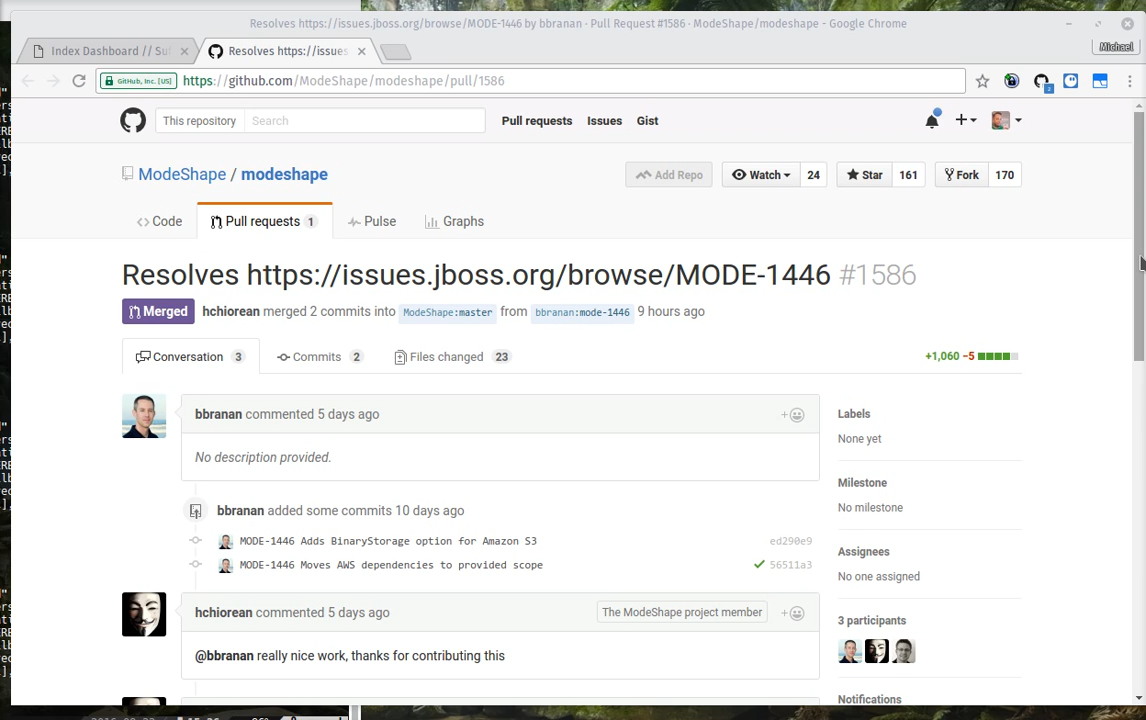 Resolves https://issues.jboss.org/browse/MODE-1446 by bbranan · Pull Request #1586 · ModeShape/modeshape - Google Chrome
Index Dashboard // Su
Resolves https://issues
Michael
GitHub, Inc. [US]
https://github.com/ModeShape/modeshape/pull/1586
2
This repository
Search
Pull requests
Issues
Gist
ModeShape / modeshape
Add Repo
Watch 24
Star 161
Fork 170
Code
Pull requests 1
Pulse
Graphs
Resolves https://issues.jboss.org/browse/MODE-1446 #1586
Merged hchiorean merged 2 commits into ModeShape:master from bbranan:mode-1446 9 hours ago
Conversation 3
Commits 2
Files changed 23
+1,060 −5
bbranan commented 5 days ago
No description provided.
bbranan added some commits 10 days ago
MODE-1446 Adds BinaryStorage option for Amazon S3 ed290e9
MODE-1446 Moves AWS dependencies to provided scope 56511a3
hchiorean commented 5 days ago
The ModeShape project member
@bbranan really nice work, thanks for contributing this
Labels
None yet
Milestone
No milestone
Assignees
No one assigned
3 participants
Notifications